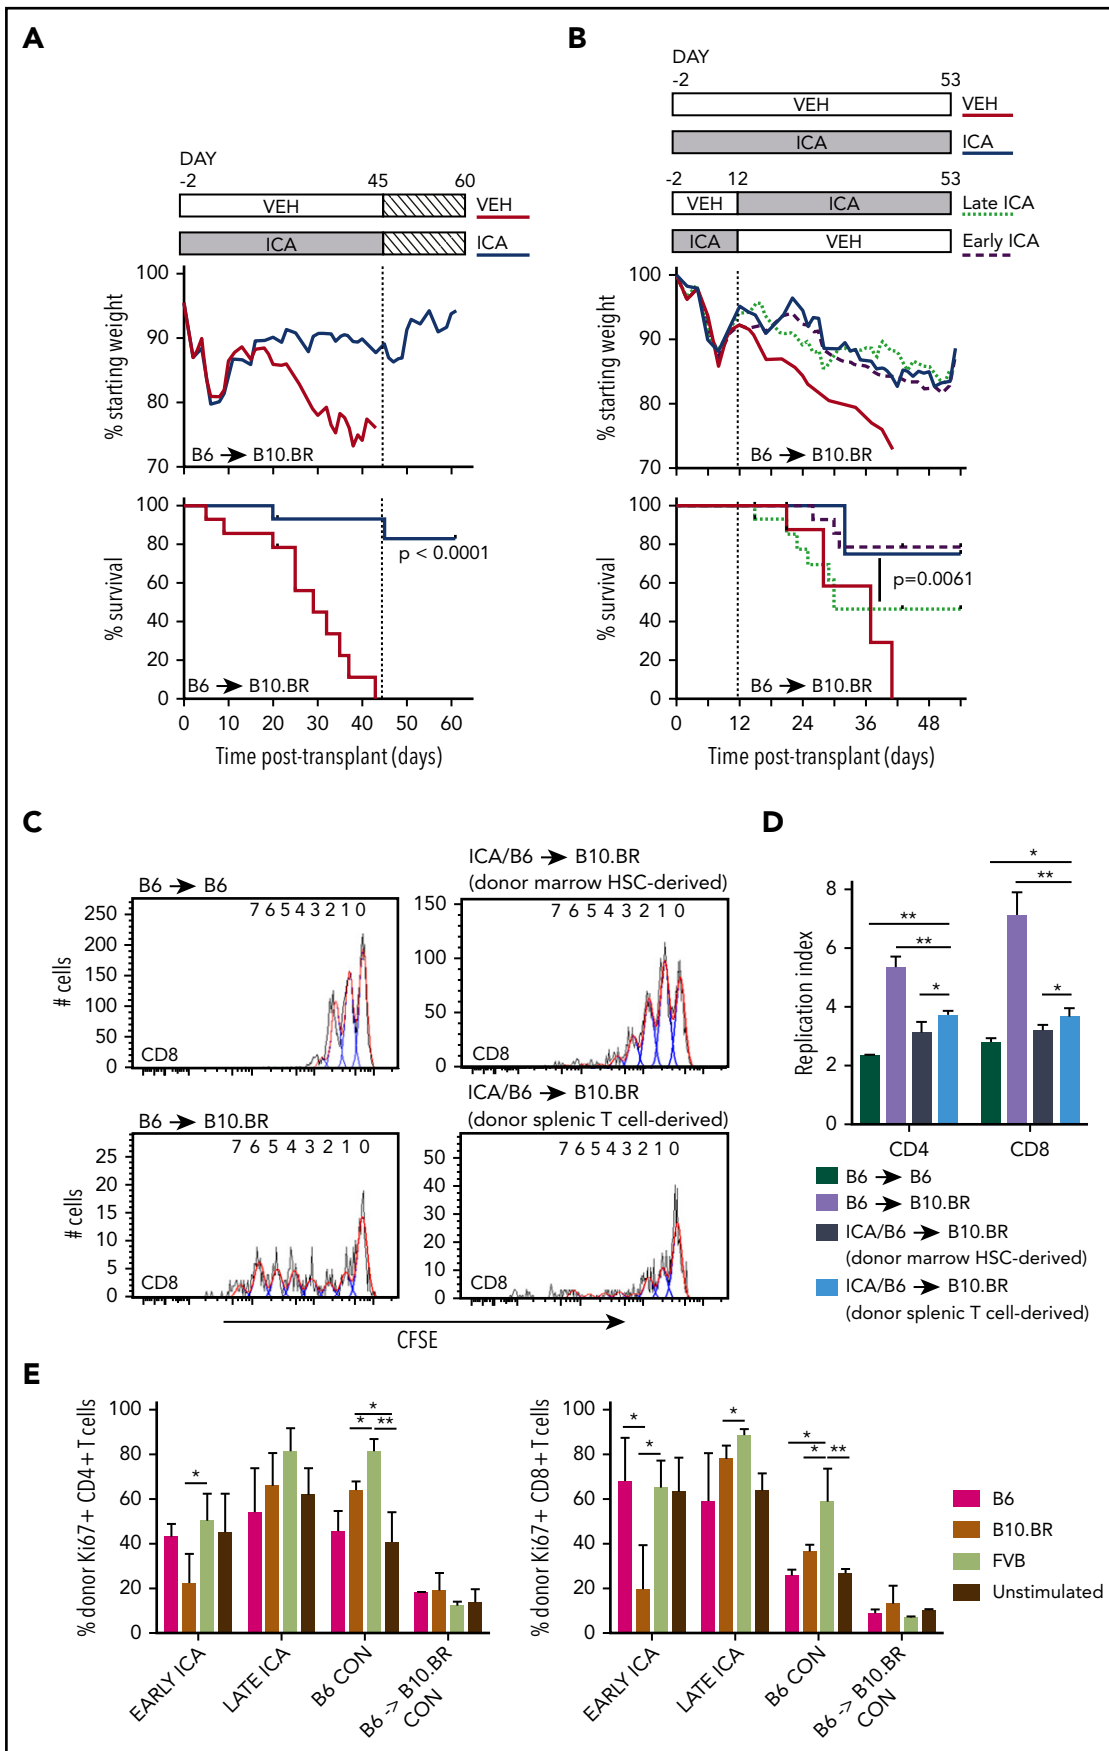 A
DAY
-2 45 60
VEH VEH
ICA ICA
100
90
80
70
% starting weight
B6 → B10.BR
100
80
60
40
20
0
% survival
p < 0.0001
B6 → B10.BR
0 10 20 30 40 50 60
Time post-transplant (days)
B
DAY
-2 53
VEH VEH
ICA ICA
-2 12 53
VEH ICA Late ICA
ICA VEH Early ICA
100
90
80
70
% starting weight
B6 → B10.BR
100
80
60
40
20
0
% survival
p=0.0061
B6 → B10.BR
0 12 24 36 48
Time post-transplant (days)
C
B6 → B6
7 6 5 4 3 2 1 0
250
200
150
100
50
0
# cells
CD8
ICA/B6 → B10.BR
(donor marrow HSC-derived)
7 6 5 4 3 2 1 0
150
100
50
0
CD8
B6 → B10.BR
7 6 5 4 3 2 1 0
25
20
15
10
5
0
# cells
CD8
ICA/B6 → B10.BR
(donor splenic T cell-derived)
7 6 5 4 3 2 1 0
50
40
30
20
10
0
CD8
CFSE
D
8
6
4
2
0
Replication index
*
**
**
**
*
*
CD4 CD8
B6 → B6
B6 → B10.BR
ICA/B6 → B10.BR
(donor marrow HSC-derived)
ICA/B6 → B10.BR
(donor splenic T cell-derived)
E
% donor Ki67+ CD4+ T cells
100
80
60
40
20
0
*
*
* **
EARLY ICA
LATE ICA
B6 CON
B6 -> B10.BR
CON
% donor Ki67+ CD8+ T cells
100
80
60
40
20
0
* *
*
*
* **
EARLY ICA
LATE ICA
B6 CON
B6 -> B10.BR
CON
B6
B10.BR
FVB
Unstimulated